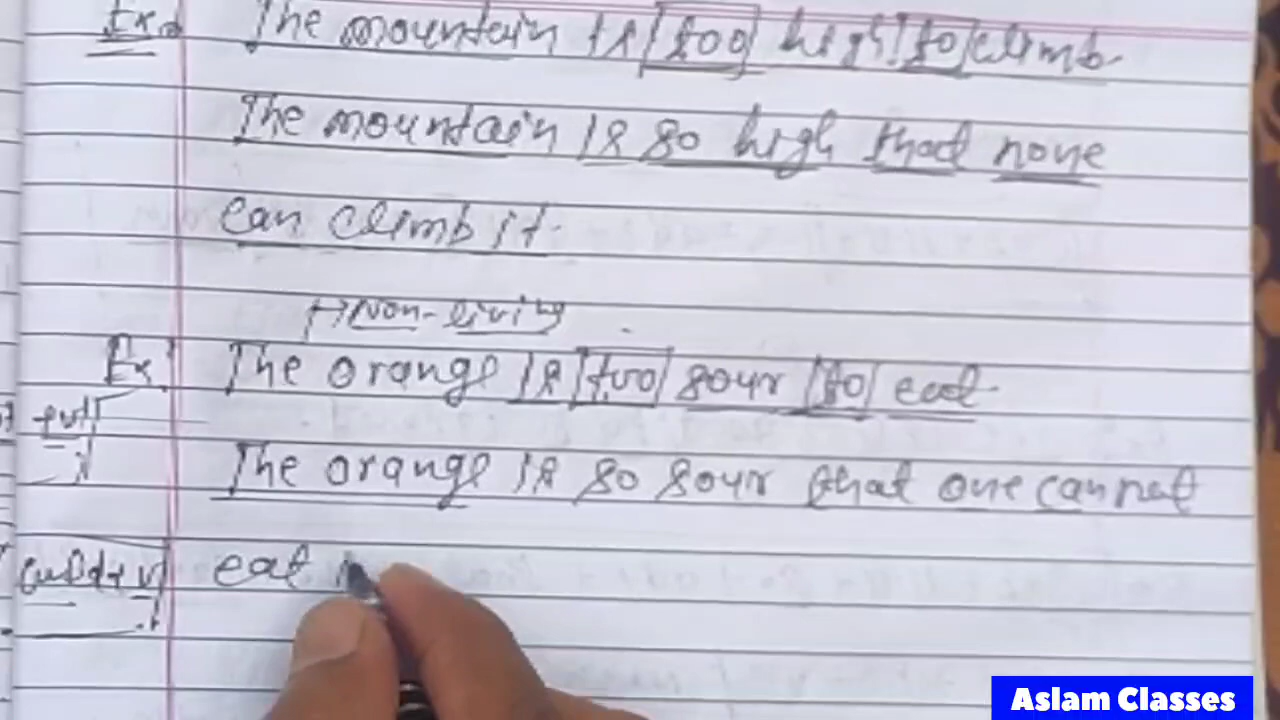 Ex. The mountain is too high to climb.
The mountain is so high that none
can climb it.
→ Non-living
Ex. The orange is too sour to eat.
The orange is so sour that one cannot
eat
Aslam Classes